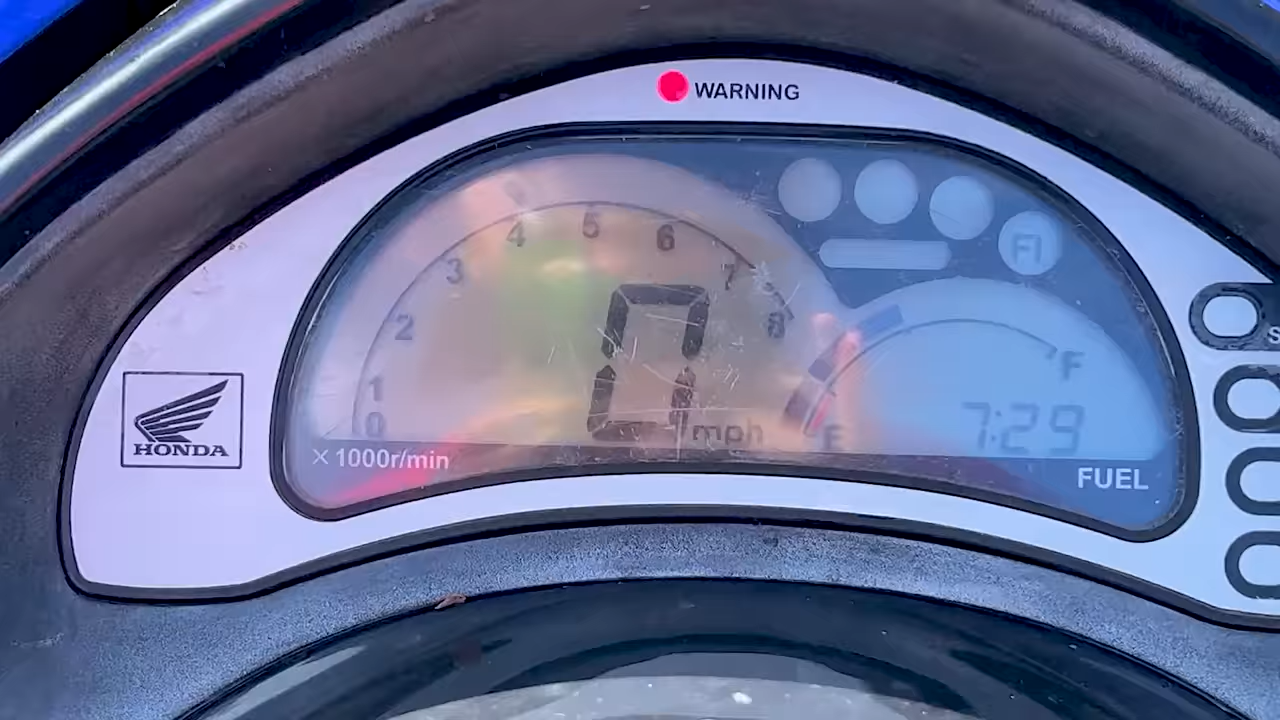 WARNING
4 5 6
3 7
2 8
1
0
FI
0 mph
F
E
7:29
HONDA
× 1000r/min
FUEL